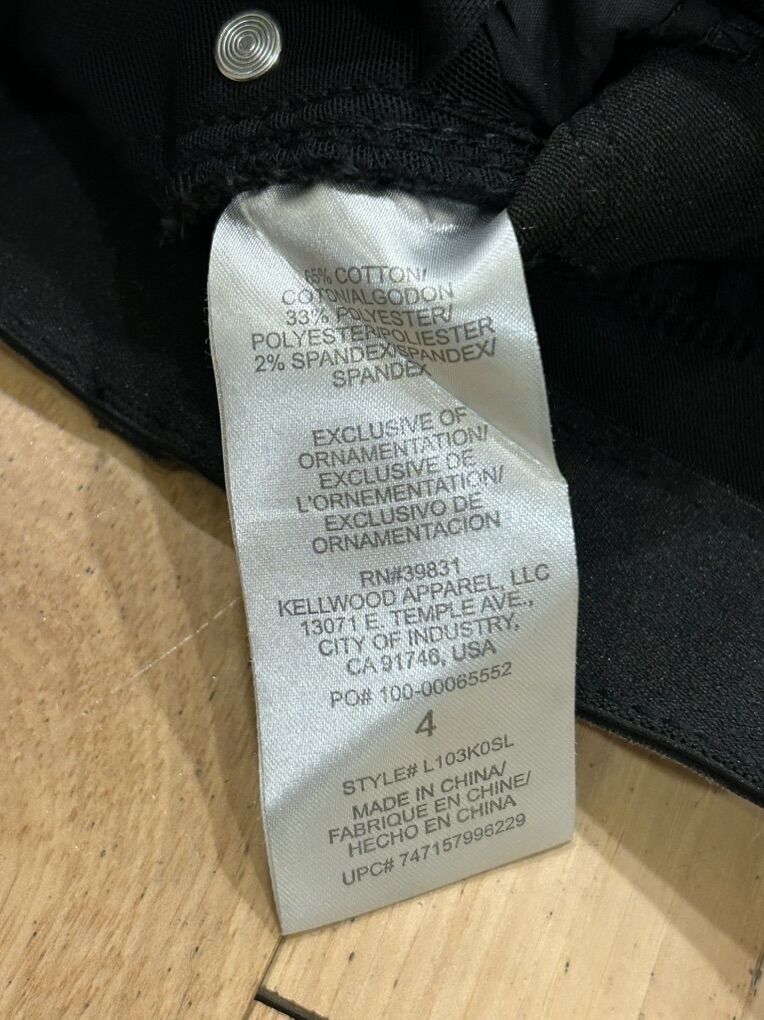 65% COTTON/
COTON/ALGODON
33% POLYESTER/
POLYESTER/POLIESTER
2% SPANDEX/SPANDEX/
SPANDEX
EXCLUSIVE OF
ORNAMENTATION/
EXCLUSIVE DE
L'ORNEMENTATION/
EXCLUSIVO DE
ORNAMENTACION
RN#39831
KELLWOOD APPAREL, LLC
13071 E. TEMPLE AVE.,
CITY OF INDUSTRY,
CA 91746, USA
PO# 100-00065552
4
STYLE# L103K0SL
MADE IN CHINA/
FABRIQUE EN CHINE/
HECHO EN CHINA
UPC# 747157996229